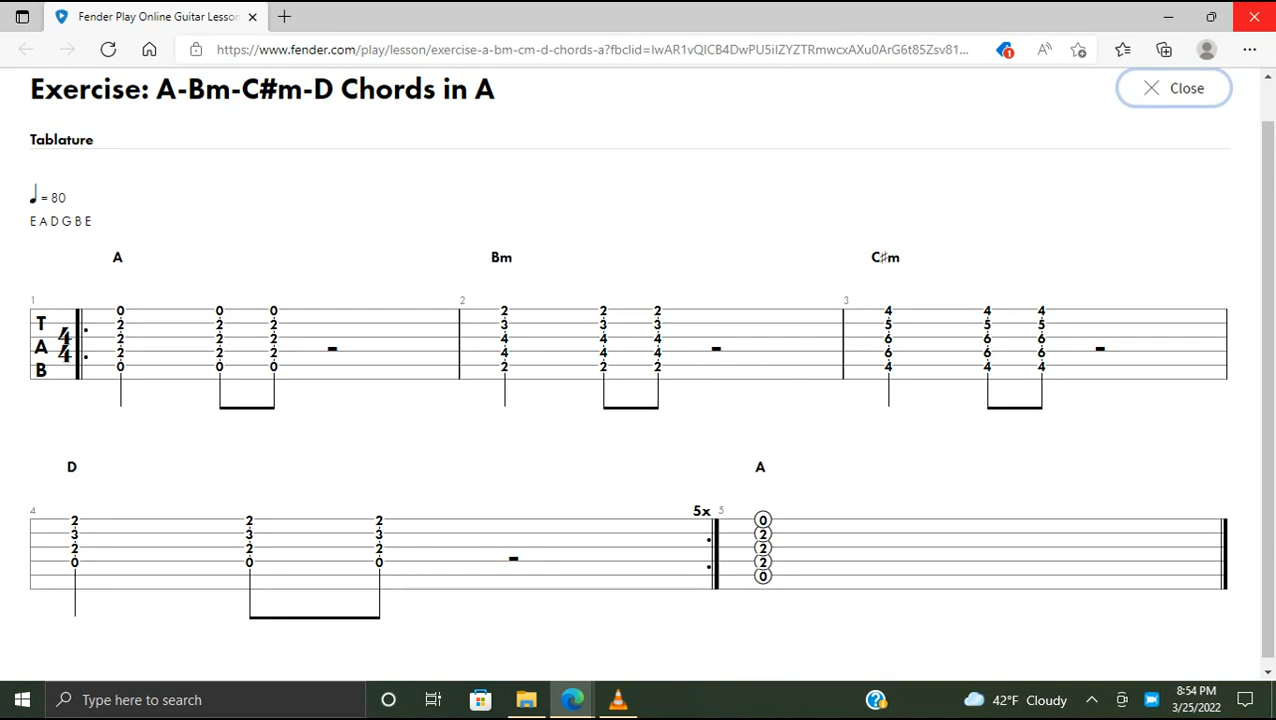 Fender Play Online Guitar Lesson
https://www.fender.com/play/lesson/exercise-a-bm-cm-d-chords-a?fbclid=IwAR1vQICB4DwPU5iIZYZTRmwcxAXu0ArG6t85Zsv81...
1
Exercise: A-Bm-C#m-D Chords in A
Close
Tablature
= 80
E A D G B E
A Bm C♯m
1 2 3
0 0 0 2 2 2 4 4 4
T 2 2 2 3 3 3 5 5 5
4 A 2 2 2 4 4 4 6 6 6
4 2 2 2 4 4 4 6 6 6
B 0 0 0 2 2 2 4 4 4
D A
4 5x 5
2 2 2 0
3 3 3 2
2 2 2 2
0 0 0 2
0
Type here to search
42°F Cloudy
8:54 PM
3/25/2022